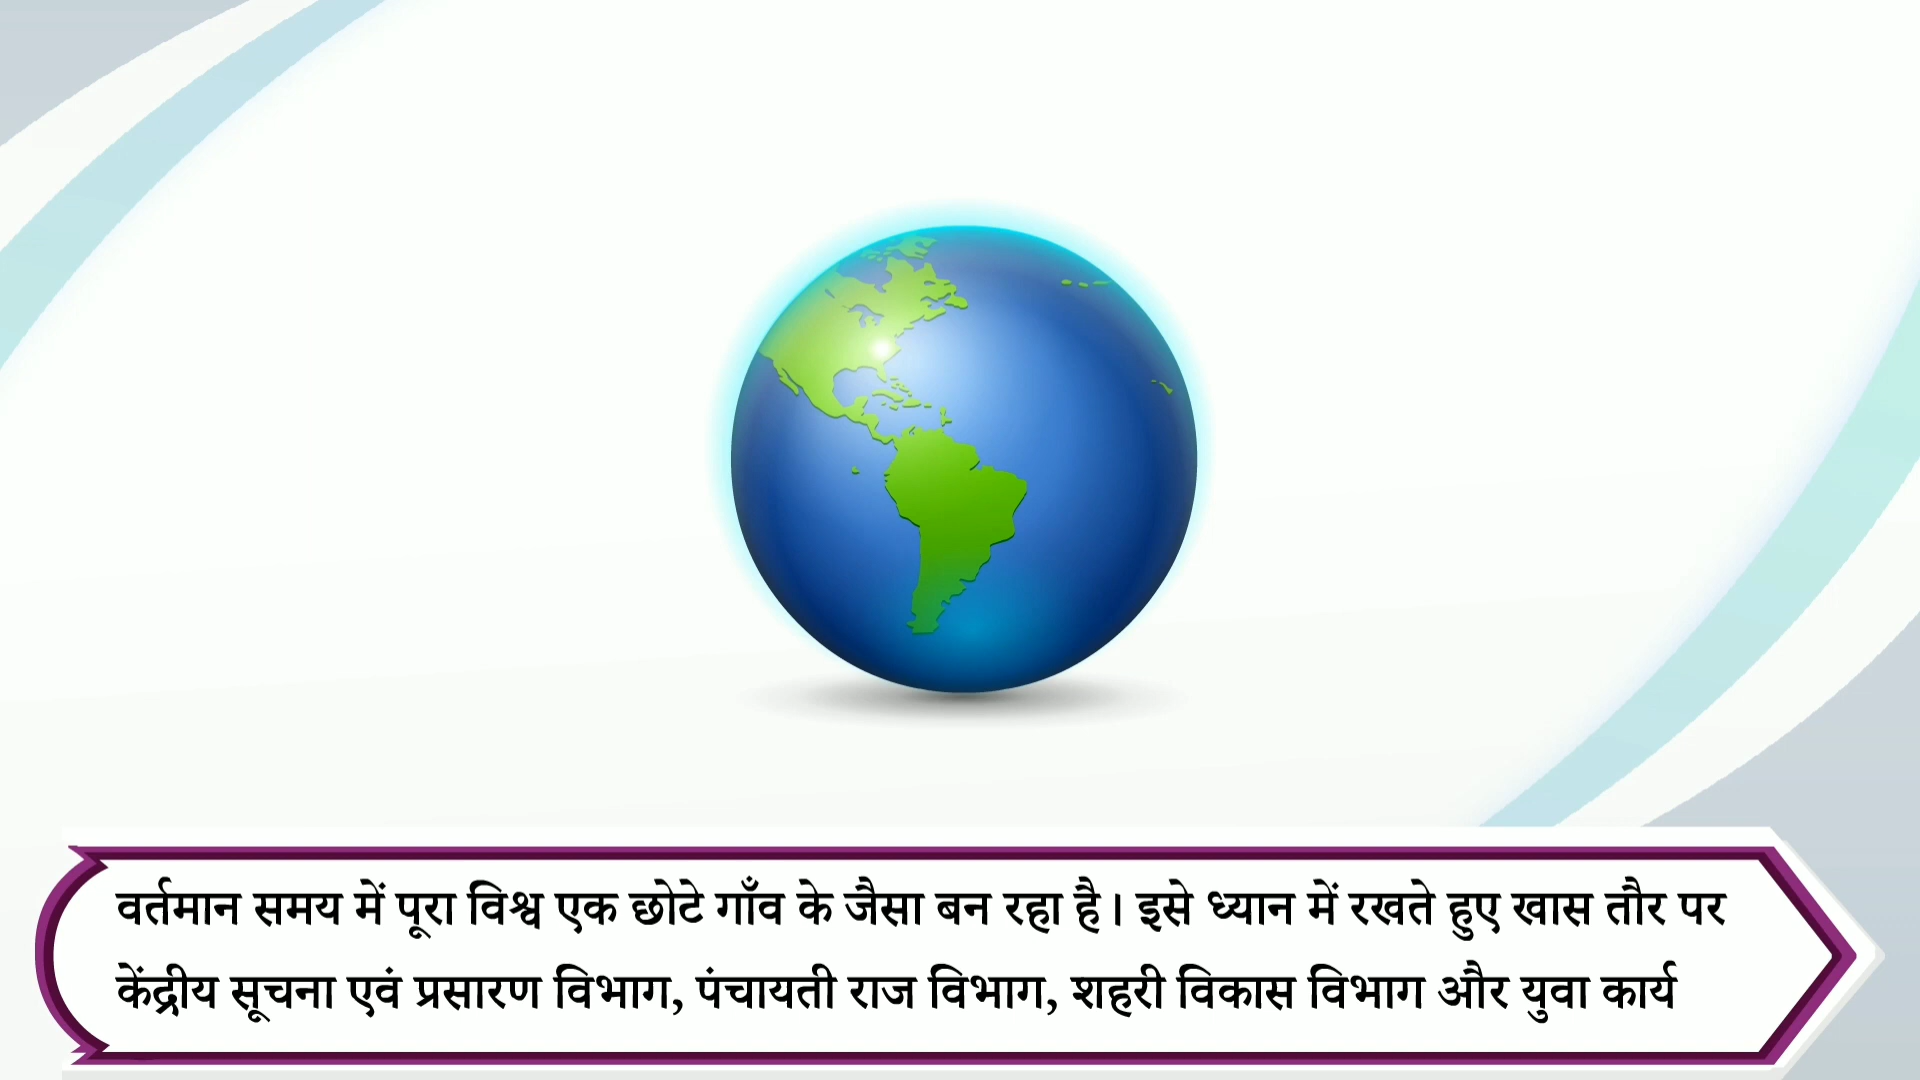 वर्तमान समय में पूरा विश्व एक छोटे गाँव के जैसा बन रहा है। इसे ध्यान में रखते हुए खास तौर पर
केंद्रीय सूचना एवं प्रसारण विभाग, पंचायती राज विभाग, शहरी विकास विभाग और युवा कार्य